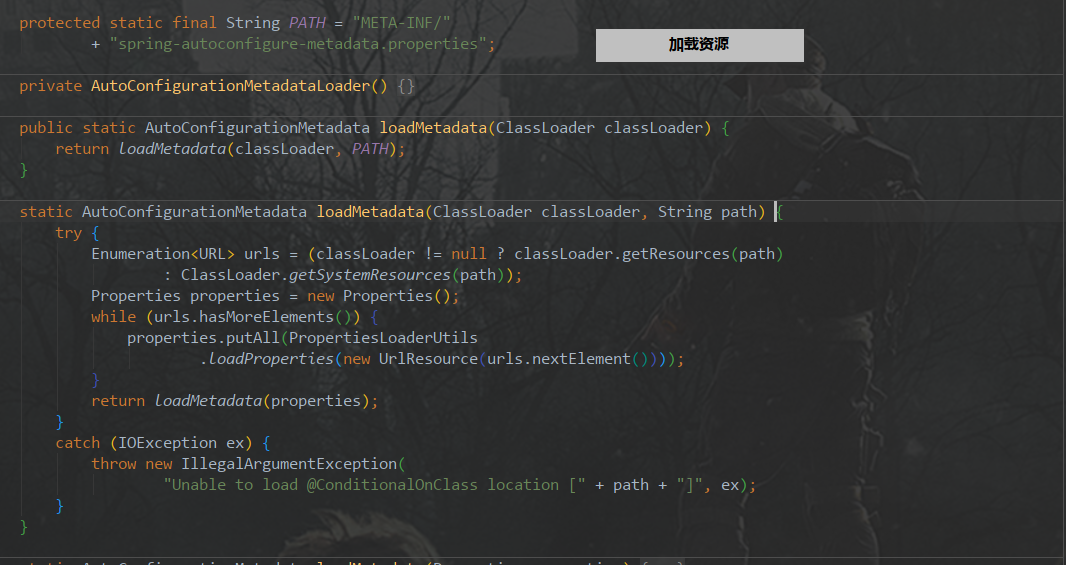 protected static final String PATH = "META-INF/"
+ "spring-autoconfigure-metadata.properties";
加载资源
private AutoConfigurationMetadataLoader() {}
public static AutoConfigurationMetadata loadMetadata(ClassLoader classLoader) {
return loadMetadata(classLoader, PATH);
}
static AutoConfigurationMetadata loadMetadata(ClassLoader classLoader, String path) {
try {
Enumeration<URL> urls = (classLoader != null ? classLoader.getResources(path)
: ClassLoader.getSystemResources(path));
Properties properties = new Properties();
while (urls.hasMoreElements()) {
properties.putAll(PropertiesLoaderUtils
.loadProperties(new UrlResource(urls.nextElement())));
}
return loadMetadata(properties);
}
catch (IOException ex) {
throw new IllegalArgumentException(
"Unable to load @ConditionalOnClass location [" + path + "]", ex);
}
}